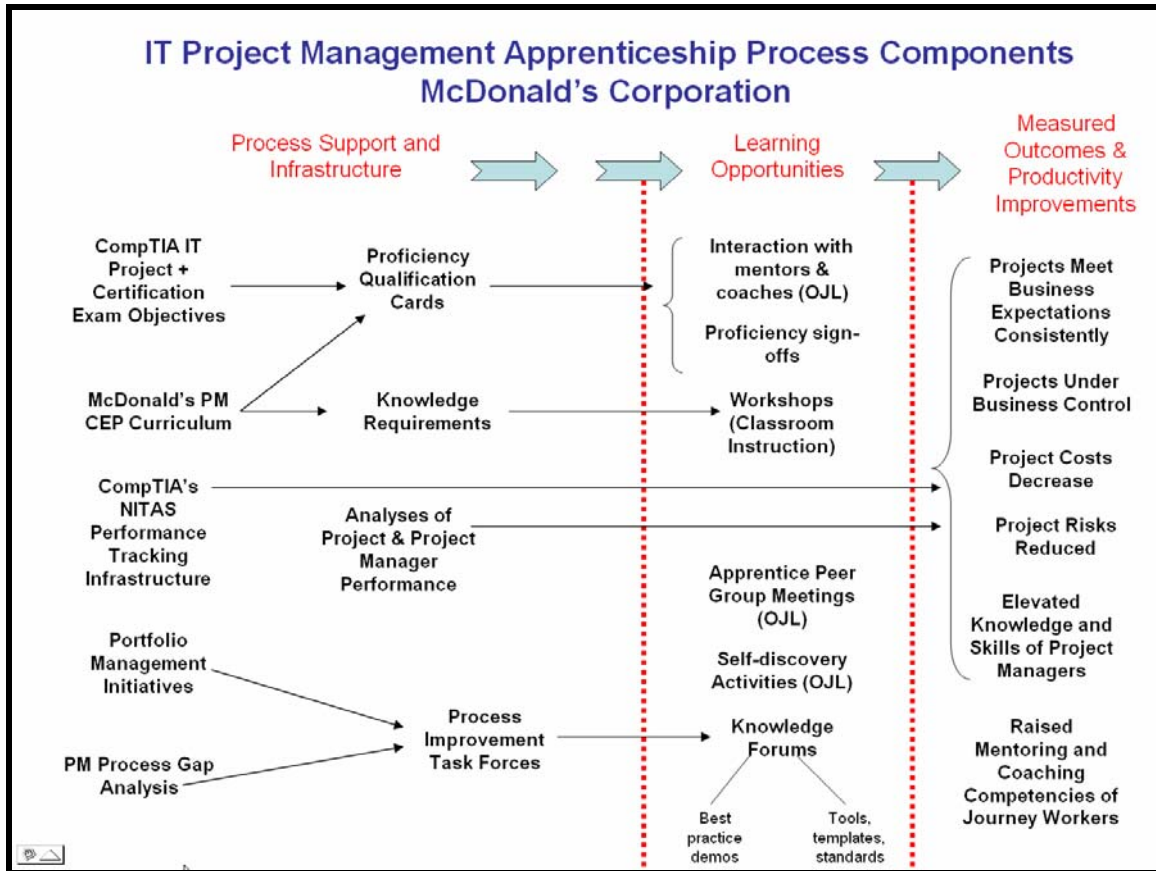 IT Project Management Apprenticeship Process Components
McDonald's Corporation
Process Support and
Infrastructure
Learning
Opportunities
Measured
Outcomes &
Productivity
Improvements
CompTIA IT
Project +
Certification
Exam Objectives
Proficiency
Qualification
Cards
Interaction with
mentors &
coaches (OJL)
Proficiency sign-
offs
Projects Meet
Business
Expectations
Consistently
McDonald's PM
CEP Curriculum
Knowledge
Requirements
Workshops
(Classroom
Instruction)
Projects Under
Business Control
CompTIA's
NITAS
Performance
Tracking
Infrastructure
Analyses of
Project & Project
Manager
Performance
Project Costs
Decrease
Project Risks
Reduced
Apprentice Peer
Group Meetings
(OJL)
Self-discovery
Activities (OJL)
Elevated
Knowledge and
Skills of Project
Managers
Portfolio
Management
Initiatives
PM Process Gap
Analysis
Process
Improvement
Task Forces
Knowledge
Forums
Best
practice
demos
Tools,
templates,
standards
Raised
Mentoring and
Coaching
Competencies of
Journey Workers